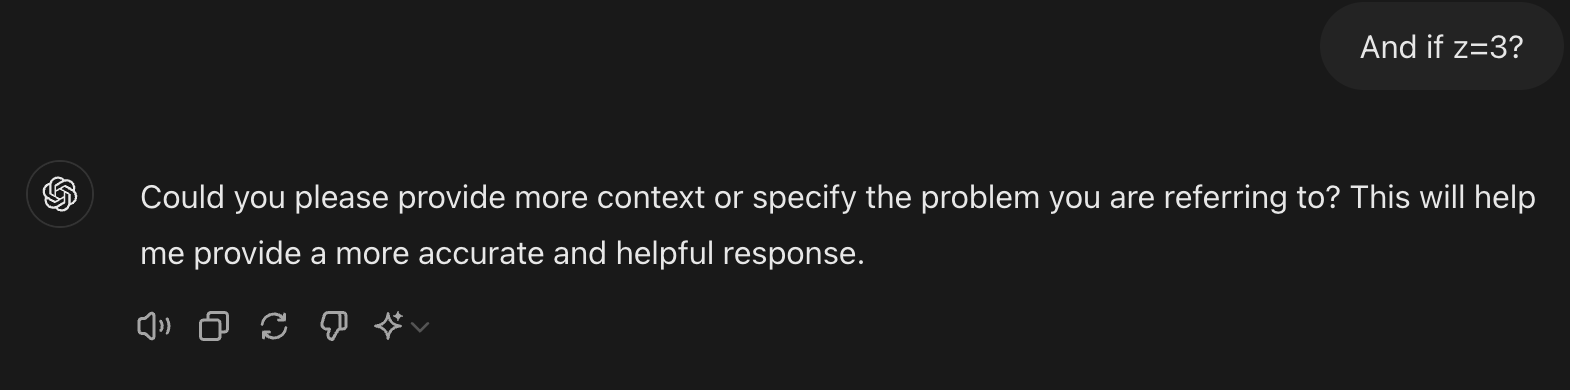 And if z=3?
Could you please provide more context or specify the problem you are referring to? This will help
me provide a more accurate and helpful response.